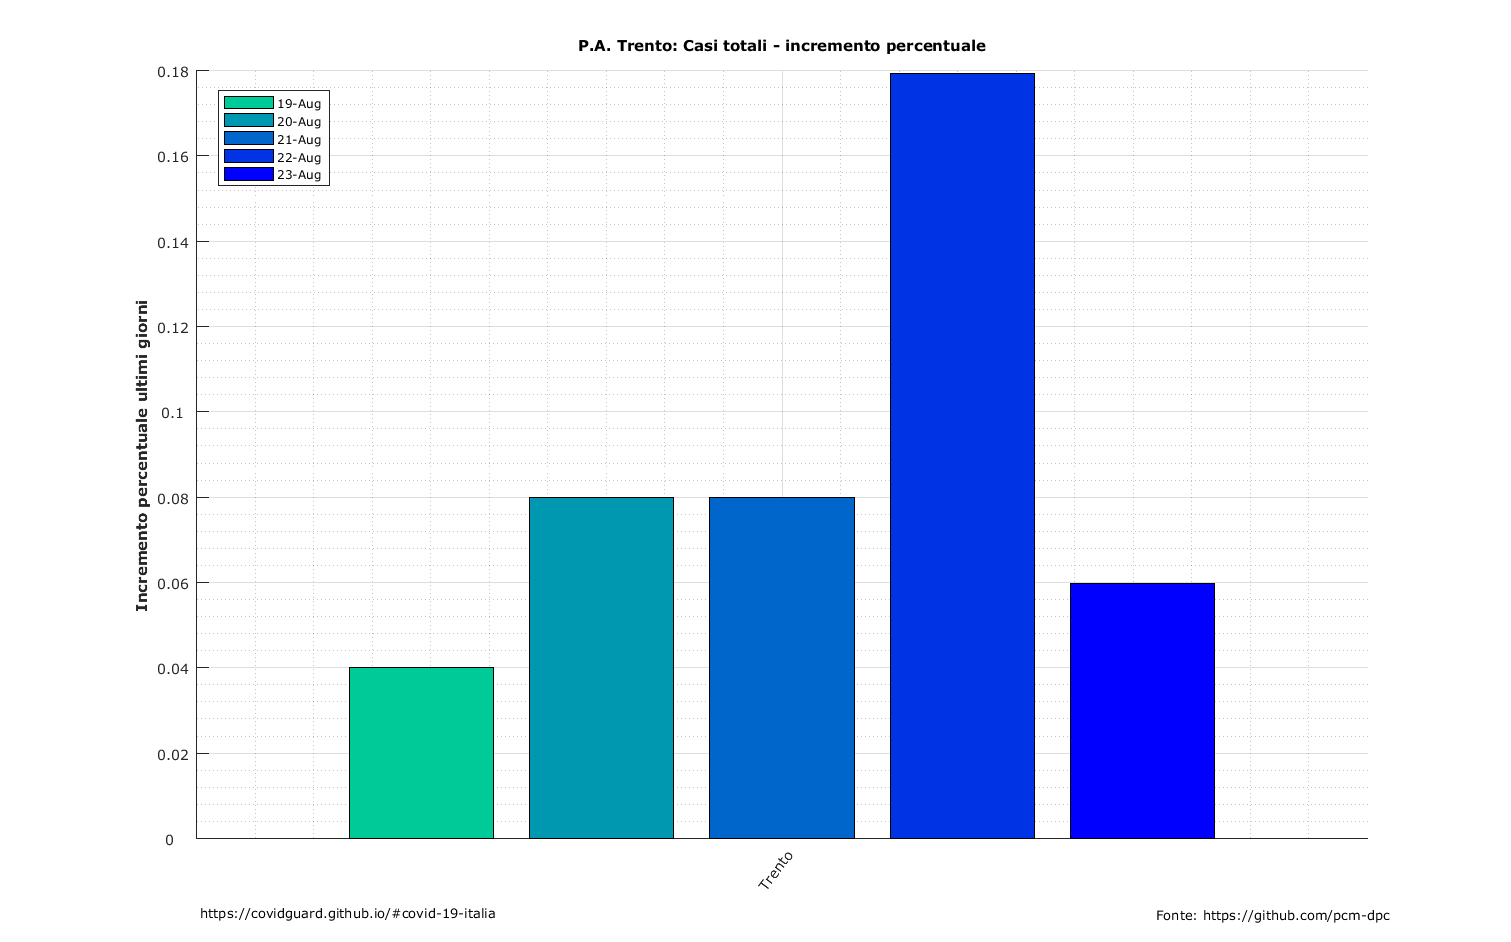 P.A. Trento: Casi totali - incremento percentuale
0.18
0.16
0.14
0.12
0.1
0.08
0.06
0.04
0.02
0
Incremento percentuale ultimi giorni
19-Aug
20-Aug
21-Aug
22-Aug
23-Aug
Trento
https://covidguard.github.io/#covid-19-italia
Fonte: https://github.com/pcm-dpc